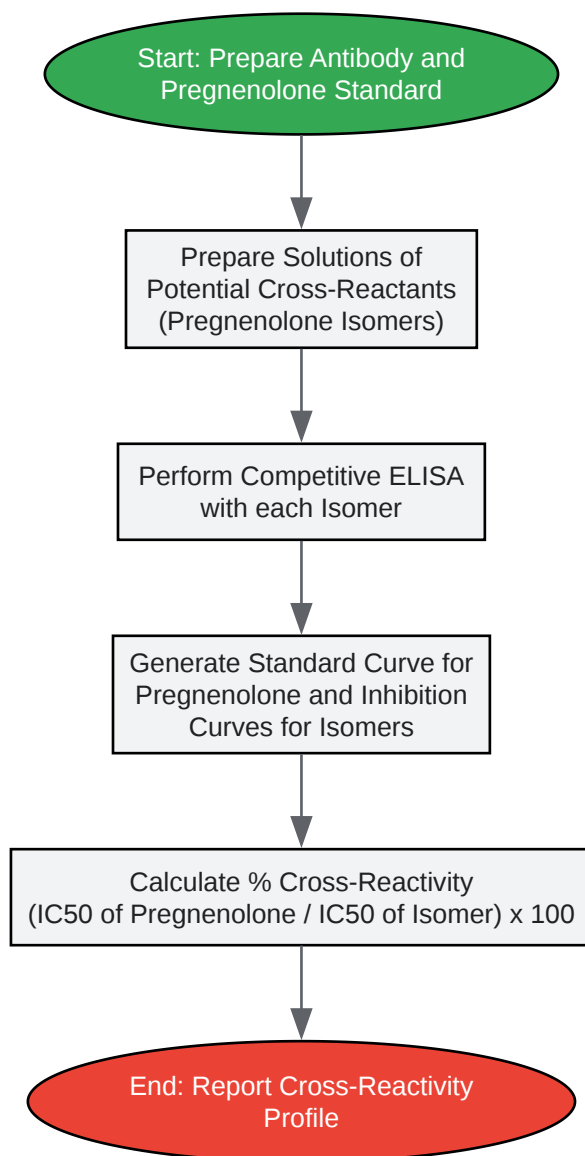 Start: Prepare Antibody and
Pregnenolone Standard
Prepare Solutions of
Potential Cross-Reactants
(Pregnenolone Isomers)
Perform Competitive ELISA
with each Isomer
Generate Standard Curve for
Pregnenolone and Inhibition
Curves for Isomers
Calculate % Cross-Reactivity
(IC50 of Pregnenolone / IC50 of Isomer) x 100
End: Report Cross-Reactivity
Profile